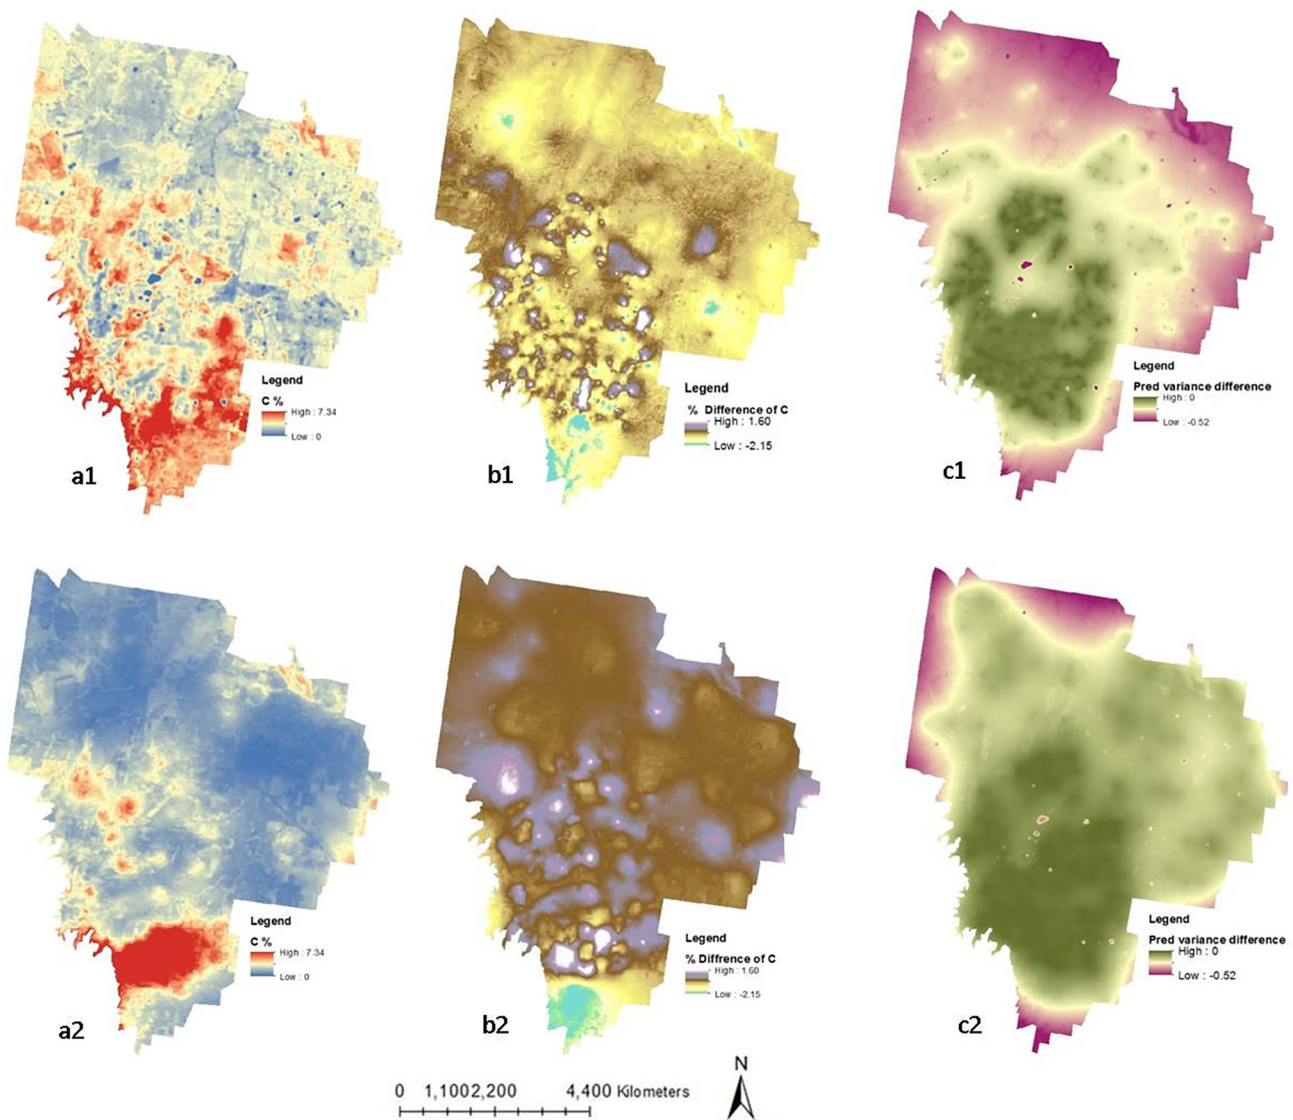 Legend
C %
High : 7.34
Low : 0
a1
Legend
% Difference of C
High : 1.60
Low : -2.15
b1
Legend
Pred variance difference
High : 0
Low : -0.52
c1
Legend
C %
High : 7.34
Low : 0
a2
Legend
% Difference of C
High : 1.60
Low : -2.15
b2
Legend
Pred variance difference
High : 0
Low : -0.52
c2
N
0 1,1002,200 4,400 Kilometers